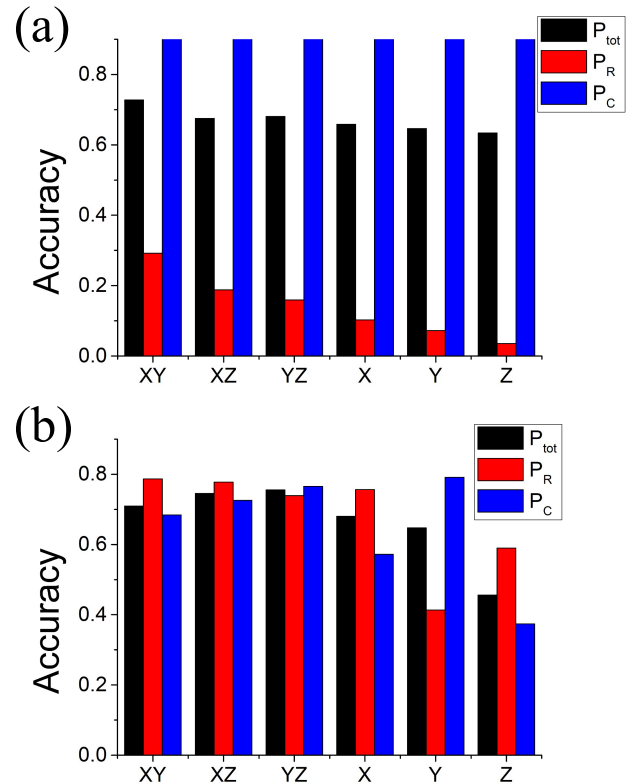 (a)
P_tot
P_R
P_C
Accuracy
0.8
0.6
0.4
0.2
0.0
XY XZ YZ X Y Z
(b)
P_tot
P_R
P_C
Accuracy
0.8
0.6
0.4
0.2
0.0
XY XZ YZ X Y Z